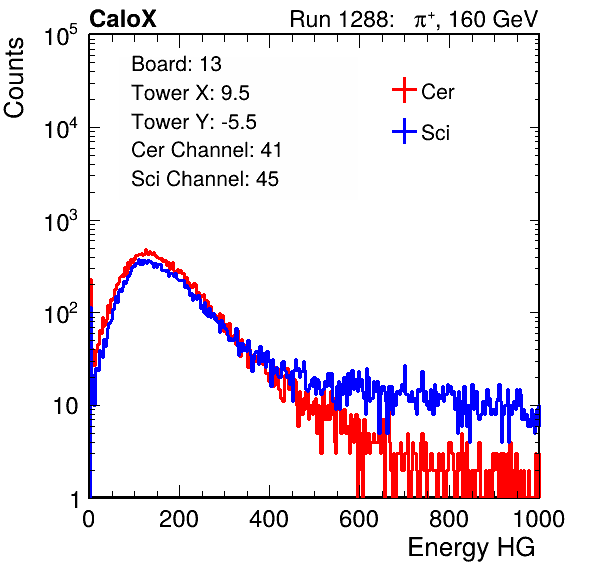 CaloX Run 1288: π⁺, 160 GeV
Counts
Board: 13
Tower X: 9.5
Tower Y: -5.5
Cer Channel: 41
Sci Channel: 45
Cer
Sci
10⁵
10⁴
10³
10²
10
1
0 200 400 600 800 1000
Energy HG